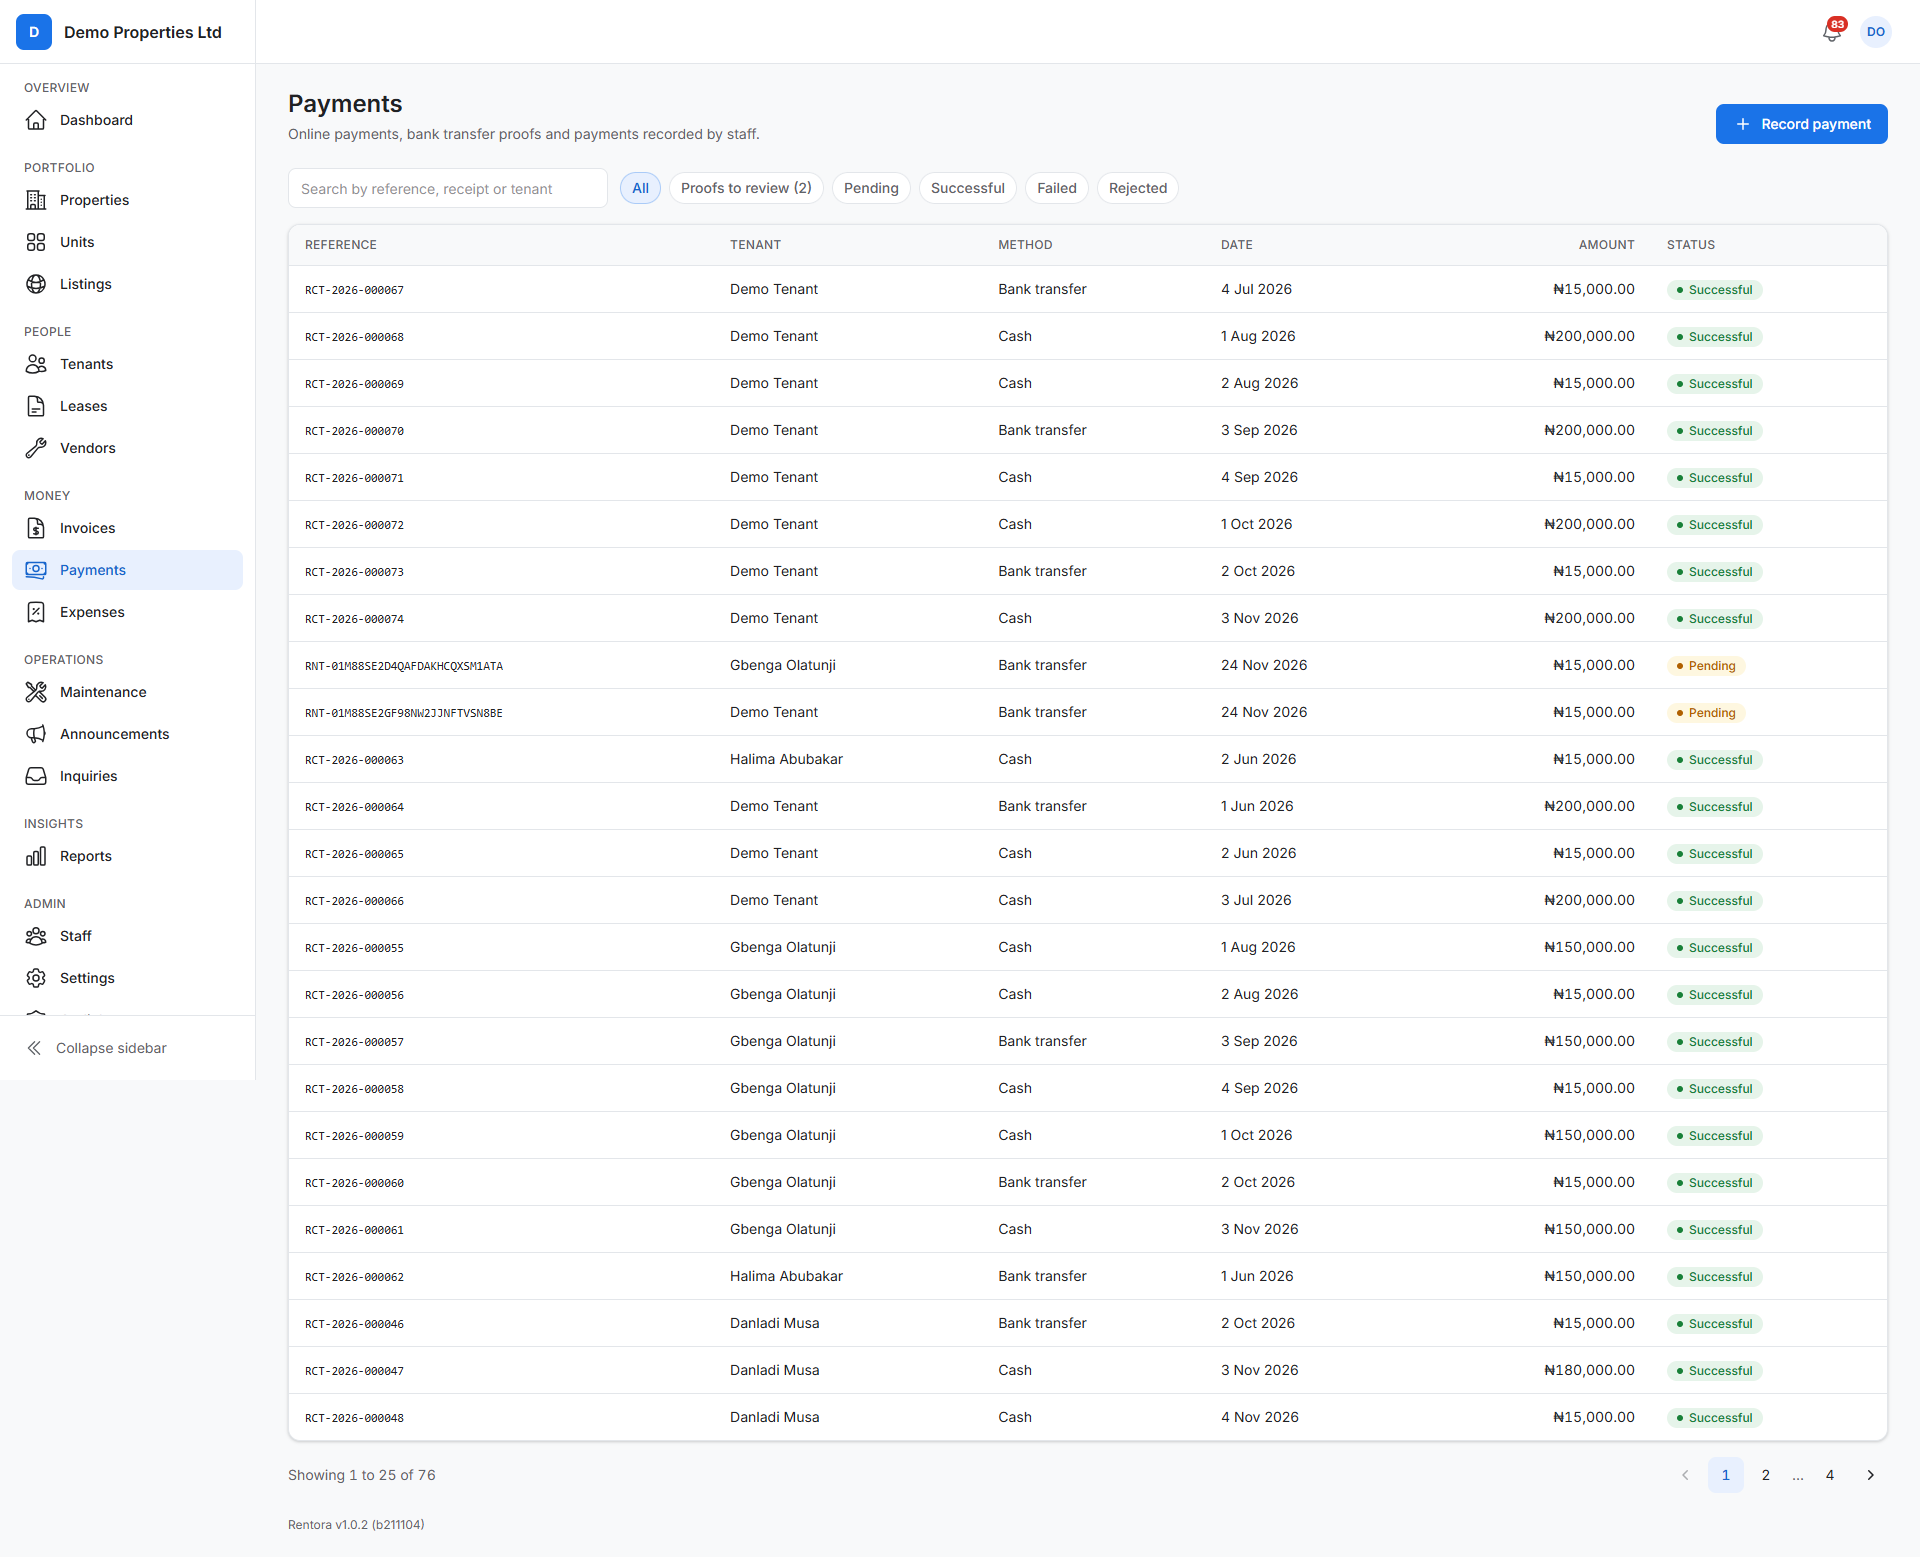 D Demo Properties Ltd
83
DO
OVERVIEW
Dashboard
PORTFOLIO
Properties
Units
Listings
PEOPLE
Tenants
Leases
Vendors
MONEY
Invoices
Payments
Expenses
OPERATIONS
Maintenance
Announcements
Inquiries
INSIGHTS
Reports
ADMIN
Staff
Settings
Collapse sidebar
Payments
Online payments, bank transfer proofs and payments recorded by staff.
+ Record payment
Search by reference, receipt or tenant
All Proofs to review (2) Pending Successful Failed Rejected
REFERENCE TENANT METHOD DATE AMOUNT STATUS
RCT-2026-000067 Demo Tenant Bank transfer 4 Jul 2026 ₦15,000.00 Successful
RCT-2026-000068 Demo Tenant Cash 1 Aug 2026 ₦200,000.00 Successful
RCT-2026-000069 Demo Tenant Cash 2 Aug 2026 ₦15,000.00 Successful
RCT-2026-000070 Demo Tenant Bank transfer 3 Sep 2026 ₦200,000.00 Successful
RCT-2026-000071 Demo Tenant Cash 4 Sep 2026 ₦15,000.00 Successful
RCT-2026-000072 Demo Tenant Cash 1 Oct 2026 ₦200,000.00 Successful
RCT-2026-000073 Demo Tenant Bank transfer 2 Oct 2026 ₦15,000.00 Successful
RCT-2026-000074 Demo Tenant Cash 3 Nov 2026 ₦200,000.00 Successful
RNT-01M88SE2D4QAFDAKHCQXSM1ATA Gbenga Olatunji Bank transfer 24 Nov 2026 ₦15,000.00 Pending
RNT-01M88SE2GF98NW2JJNFTVSN8BE Demo Tenant Bank transfer 24 Nov 2026 ₦15,000.00 Pending
RCT-2026-000063 Halima Abubakar Cash 2 Jun 2026 ₦15,000.00 Successful
RCT-2026-000064 Demo Tenant Bank transfer 1 Jun 2026 ₦200,000.00 Successful
RCT-2026-000065 Demo Tenant Cash 2 Jun 2026 ₦15,000.00 Successful
RCT-2026-000066 Demo Tenant Cash 3 Jul 2026 ₦200,000.00 Successful
RCT-2026-000055 Gbenga Olatunji Cash 1 Aug 2026 ₦150,000.00 Successful
RCT-2026-000056 Gbenga Olatunji Cash 2 Aug 2026 ₦15,000.00 Successful
RCT-2026-000057 Gbenga Olatunji Bank transfer 3 Sep 2026 ₦150,000.00 Successful
RCT-2026-000058 Gbenga Olatunji Cash 4 Sep 2026 ₦15,000.00 Successful
RCT-2026-000059 Gbenga Olatunji Cash 1 Oct 2026 ₦150,000.00 Successful
RCT-2026-000060 Gbenga Olatunji Bank transfer 2 Oct 2026 ₦15,000.00 Successful
RCT-2026-000061 Gbenga Olatunji Cash 3 Nov 2026 ₦150,000.00 Successful
RCT-2026-000062 Halima Abubakar Bank transfer 1 Jun 2026 ₦150,000.00 Successful
RCT-2026-000046 Danladi Musa Bank transfer 2 Oct 2026 ₦15,000.00 Successful
RCT-2026-000047 Danladi Musa Cash 3 Nov 2026 ₦180,000.00 Successful
RCT-2026-000048 Danladi Musa Cash 4 Nov 2026 ₦15,000.00 Successful
Showing 1 to 25 of 76
1 2 ... 4
Rentora v1.0.2 (b211104)